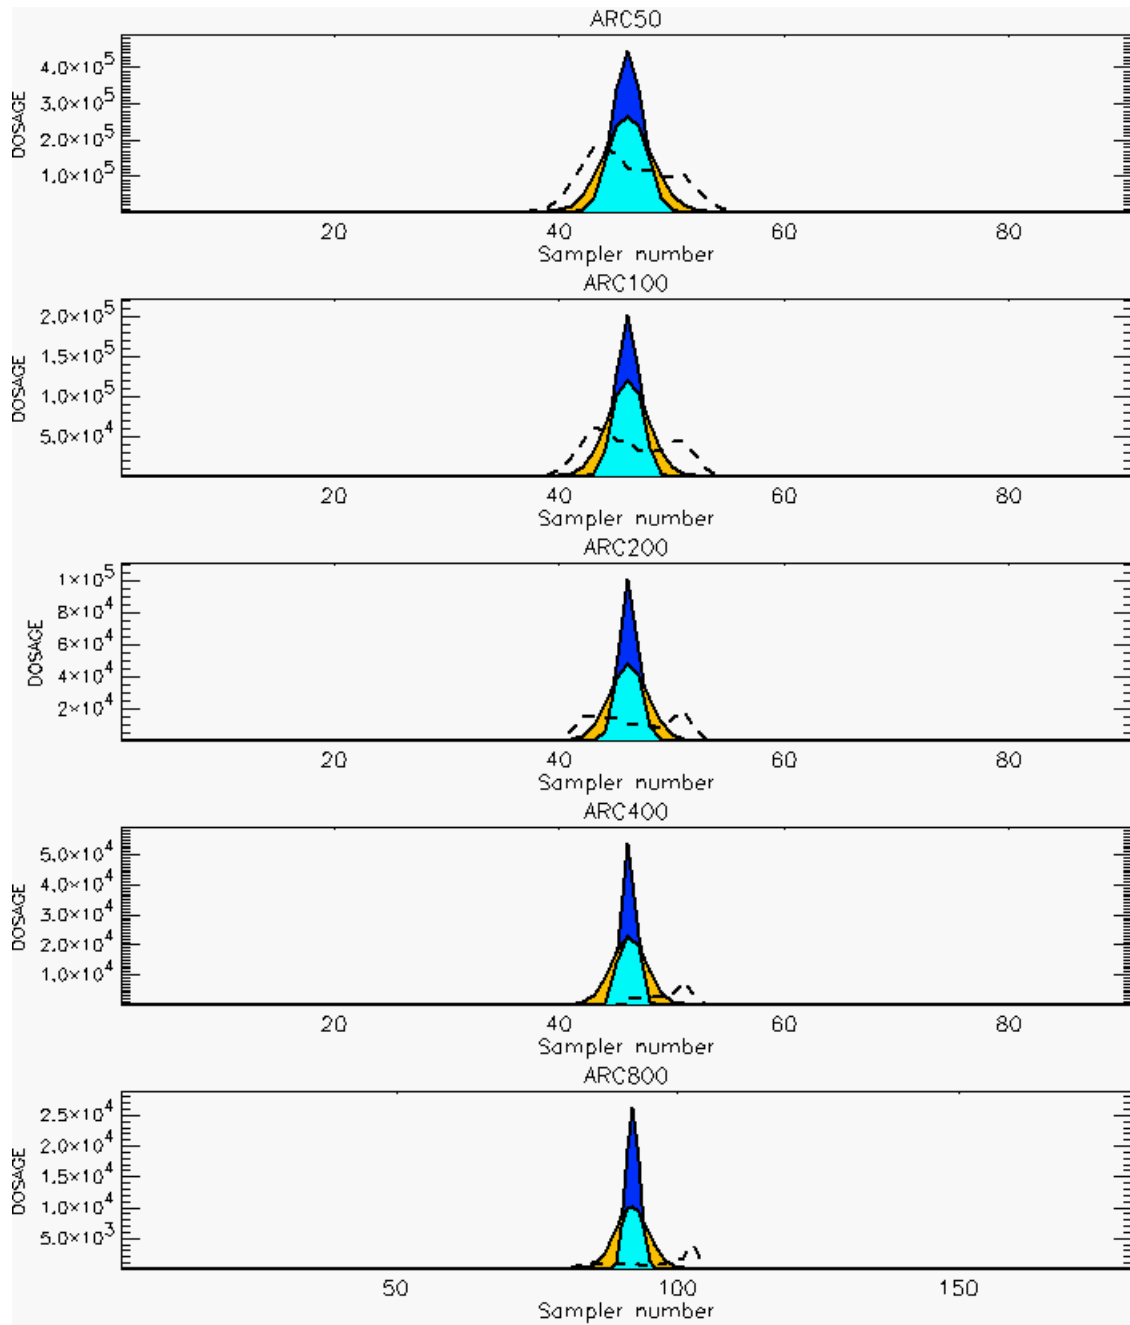 ARC50
4.0×10⁵
3.0×10⁵
2.0×10⁵
1.0×10⁵
DOSAGE
20 40 60 80
Sampler number
ARC100
2.0×10⁵
1.5×10⁵
1.0×10⁵
5.0×10⁴
DOSAGE
20 40 60 80
Sampler number
ARC200
1×10⁵
8×10⁴
6×10⁴
4×10⁴
2×10⁴
DOSAGE
20 40 60 80
Sampler number
ARC400
5.0×10⁴
4.0×10⁴
3.0×10⁴
2.0×10⁴
1.0×10⁴
DOSAGE
20 40 60 80
Sampler number
ARC800
2.5×10⁴
2.0×10⁴
1.5×10⁴
1.0×10⁴
5.0×10³
DOSAGE
50 100 150
Sampler number